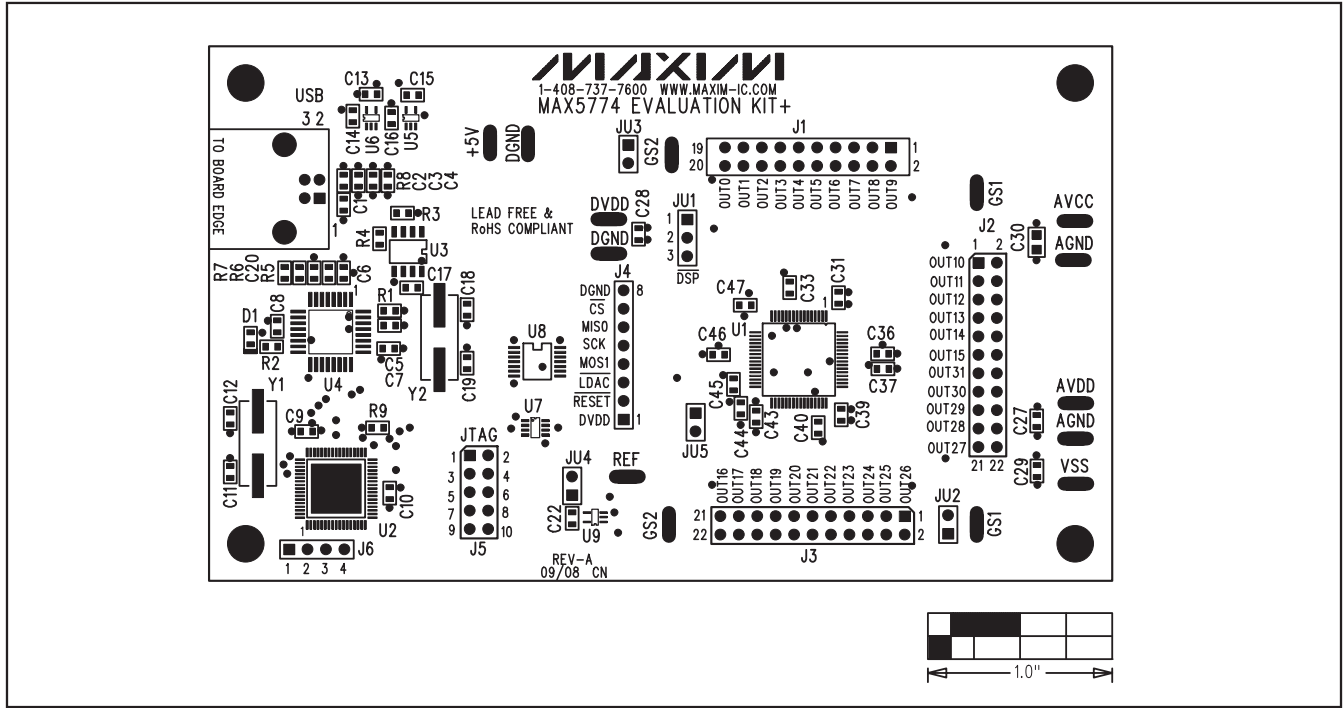 MAXIM
1-408-737-7600 WWW.MAXIM-IC.COM
MAX5774 EVALUATION KIT+
C13
C15
USB
3 2
C14
U6
C16
U5
TO BOARD EDGE
1
R8
C2
C3
C4
C1
+5V
DGND
JU3
GS2
J1
19
1
20
2
OUT0
OUT1
OUT2
OUT3
OUT4
OUT5
OUT6
OUT7
OUT8
OUT9
GS1
AVCC
AGND
C30
R3
R4
U3
LEAD FREE &
RoHS COMPLIANT
DVDD
DGND
C28
JU1
1
2
3
DSP
R7
R6
C20
R5
C6
1
C17
C18
D1
C8
R2
U4
R1
C5
C7
Y2
C19
U8
U7
J4
DGND 8
CS
MISO
SCK
MOS1
LDAC
RESET
DVDD 1
C47
C33
C31
U1
1
C46
C36
C37
C45
C44
C43
C40
C39
JU5
J2
1 2
OUT10
OUT11
OUT12
OUT13
OUT14
OUT15
OUT31
OUT30
OUT29
OUT28
OUT27
21 22
AVDD
AGND
C27
VSS
C29
C12
Y1
C9
R9
C11
C10
U2
1
J6
1 2 3 4
JTAG
1 2
3 4
5 6
7 8
9 10
J5
JU4
REF
C22
U9
GS2
OUT16
OUT17
OUT18
OUT19
OUT20
OUT21
OUT22
OUT23
OUT24
OUT25
OUT26
21
1
22
2
J3
JU2
GS1
REV-A
09/08 CN
1.0"